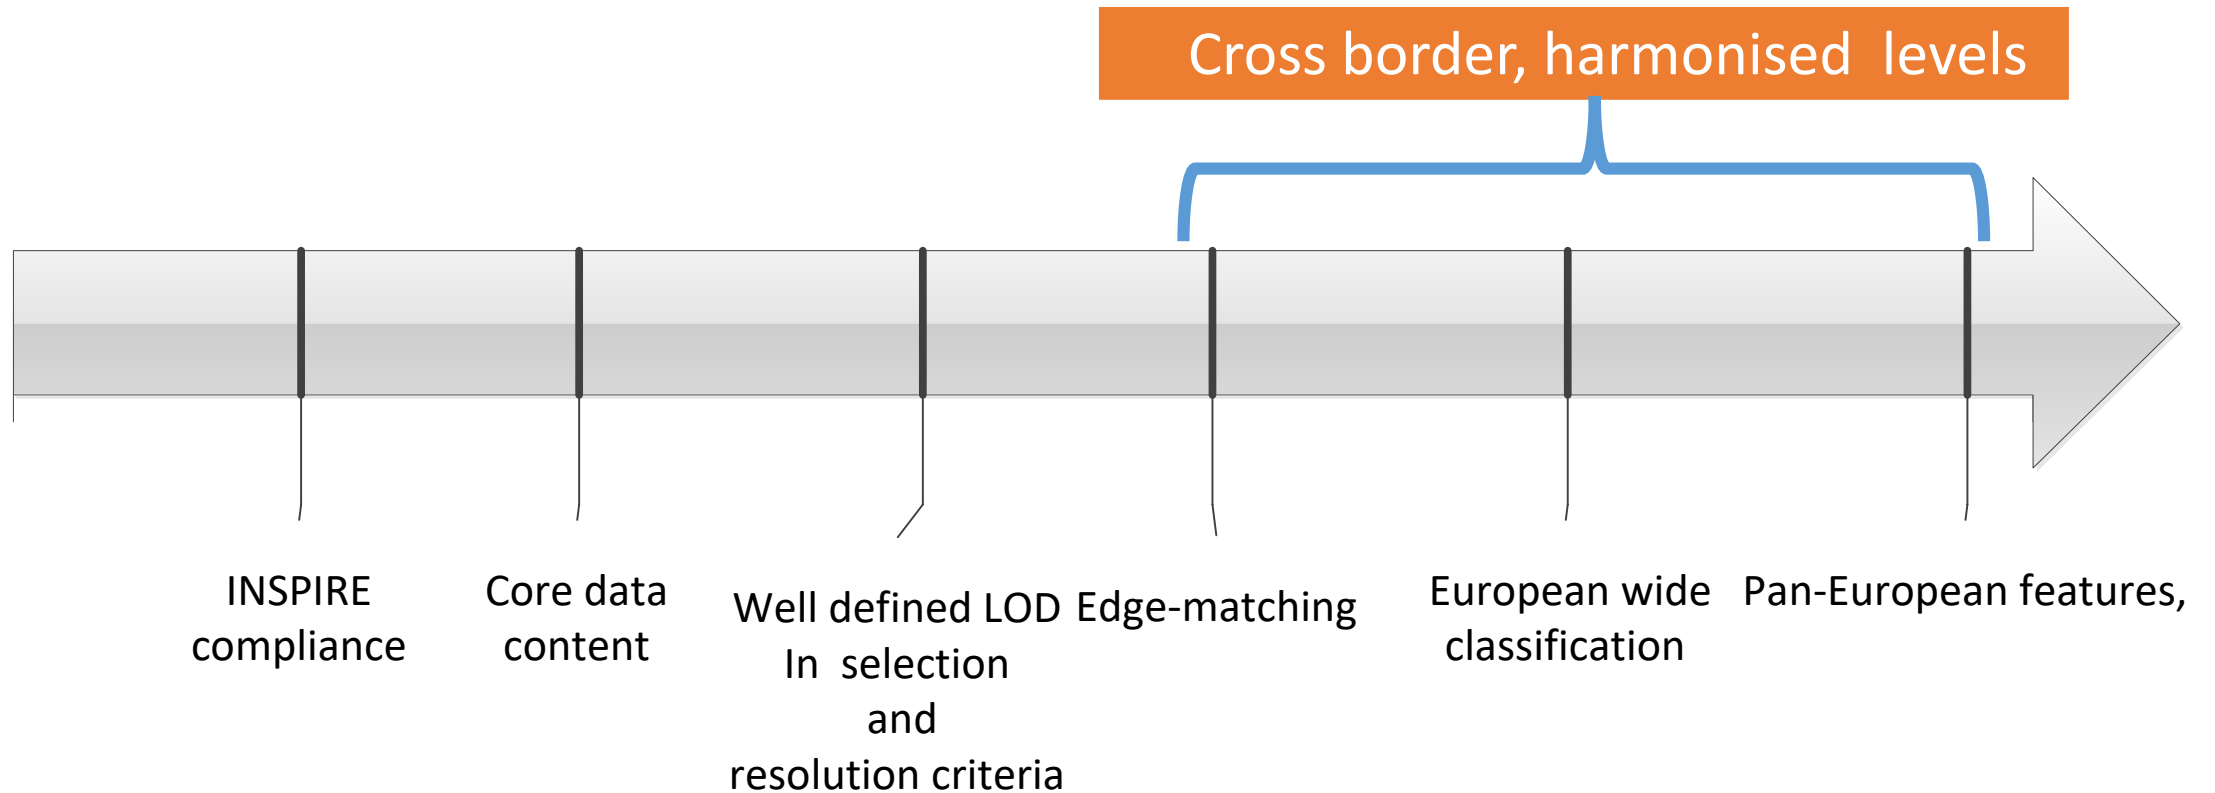 Cross border, harmonised  levels
INSPIRE
compliance
Core data
content
Well defined LOD
In  selection
and
resolution criteria
Edge-matching
European wide
classification
Pan-European features,